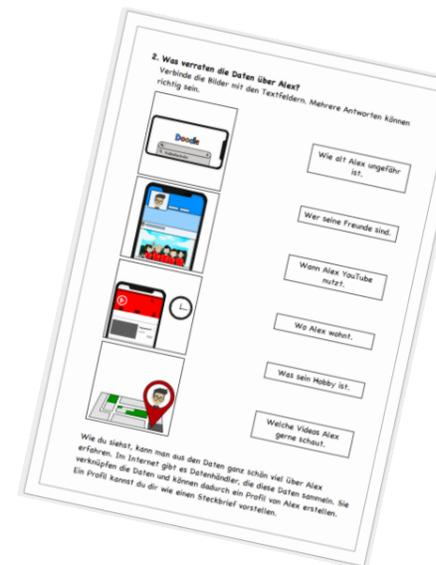 2. Was verraten die Daten über Alex?
Verbinde die Bilder mit den Textfeldern. Mehrere Antworten können
richtig sein.
Doodle
Wie alt Alex ungefähr
ist.
Wer seine Freunde sind.
Wann Alex YouTube
nutzt.
Wo Alex wohnt.
Was sein Hobby ist.
Welche Videos Alex
gerne schaut.
Wie du siehst, kann man aus den Daten ganz schön viel über Alex
erfahren. Im Internet gibt es Datenhändler, die diese Daten sammeln. Sie
verknüpfen die Daten und können dadurch ein Profil von Alex erstellen.
Ein Profil kannst du dir wie einen Steckbrief vorstellen.